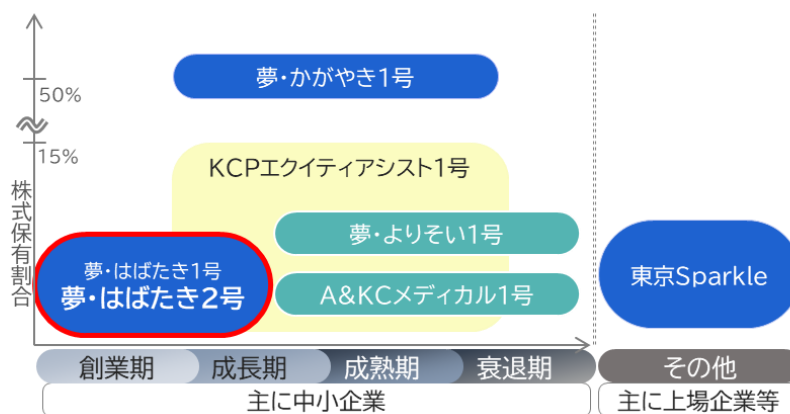 夢・かがやき1号
50%
15%
KCPエクイティアシスト1号
株式保有割合
夢・よりそい1号
夢・はばたき1号
夢・はばたき2号
A&KCメディカル1号
東京Sparkle
創業期
成長期
成熟期
衰退期
その他
主に中小企業
主に上場企業等